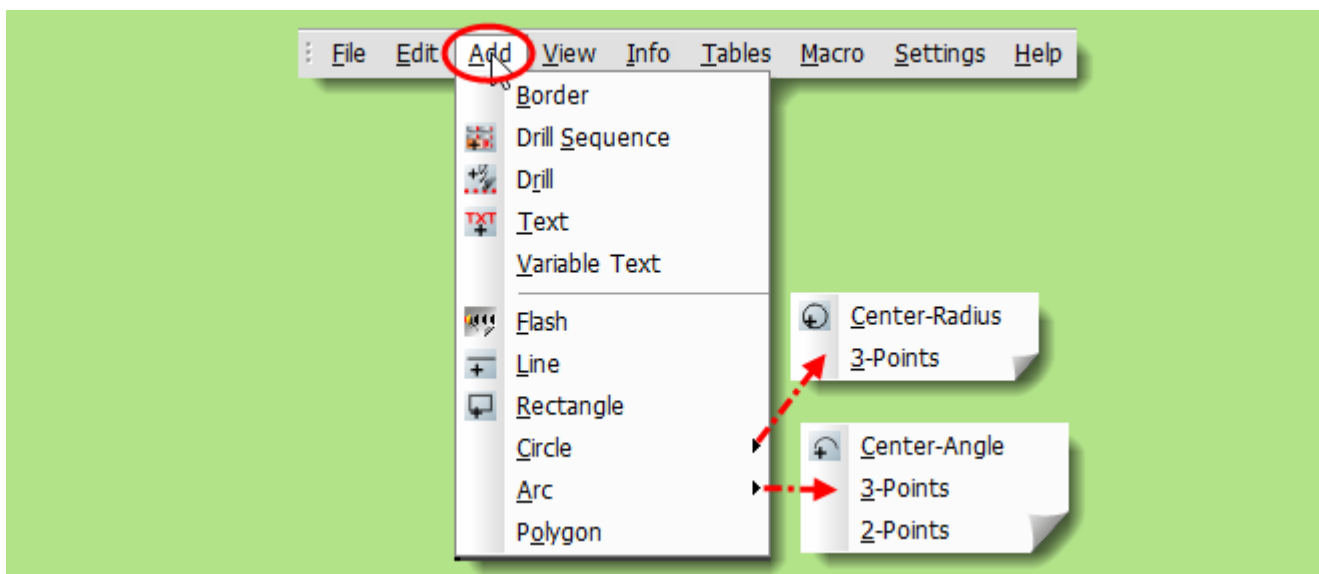 File Edit Add View Info Tables Macro Settings Help
Border
Drill Sequence
Drill
TXT Text
Variable Text
Flash
Line
Rectangle
Circle
Arc
Polygon
Center-Radius
3-Points
Center-Angle
3-Points
2-Points